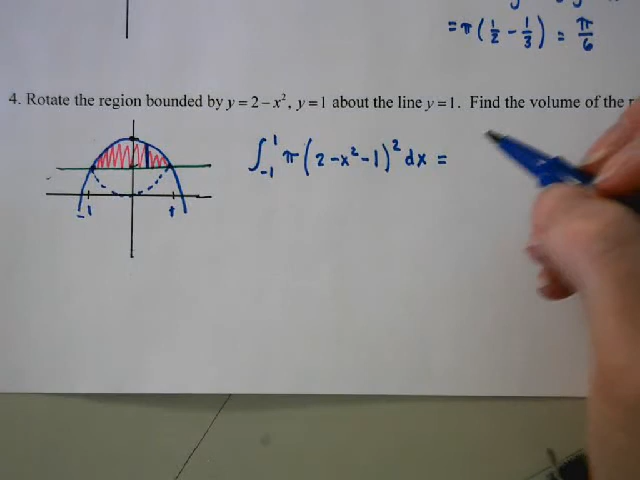 = π ( 1/2 - 1/3 ) = π/6
4. Rotate the region bounded by y = 2 – x², y = 1 about the line y = 1. Find the volume of the
∫₋₁¹ π ( 2 - x² - 1 )² dx =
-1 1